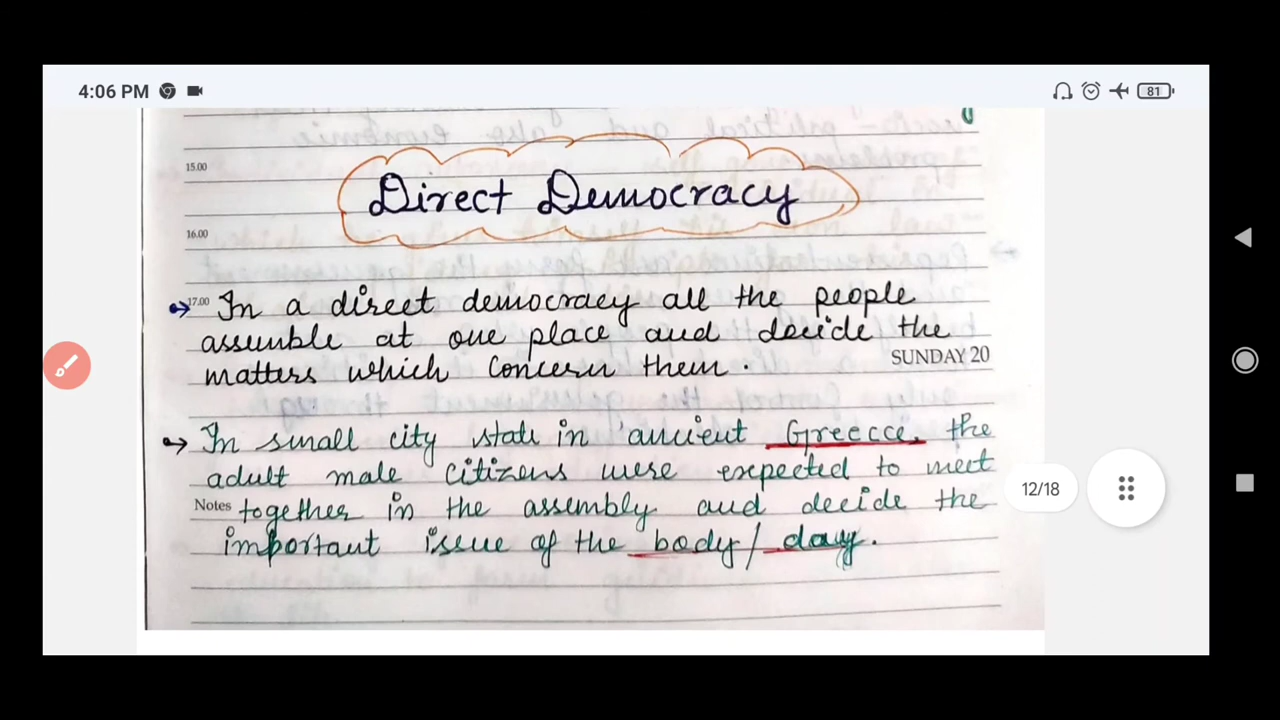 4:06 PM
81
15.00
Direct Democracy
16.00
17.00 In a direct democracy all the people
assemble at one place and decide the
matters which concern them.
SUNDAY 20
In small city state in ancient Greecce, the
adult male citizens were expected to meet
12/18
Notes together in the assembly and decide the
important issue of the body/ day.